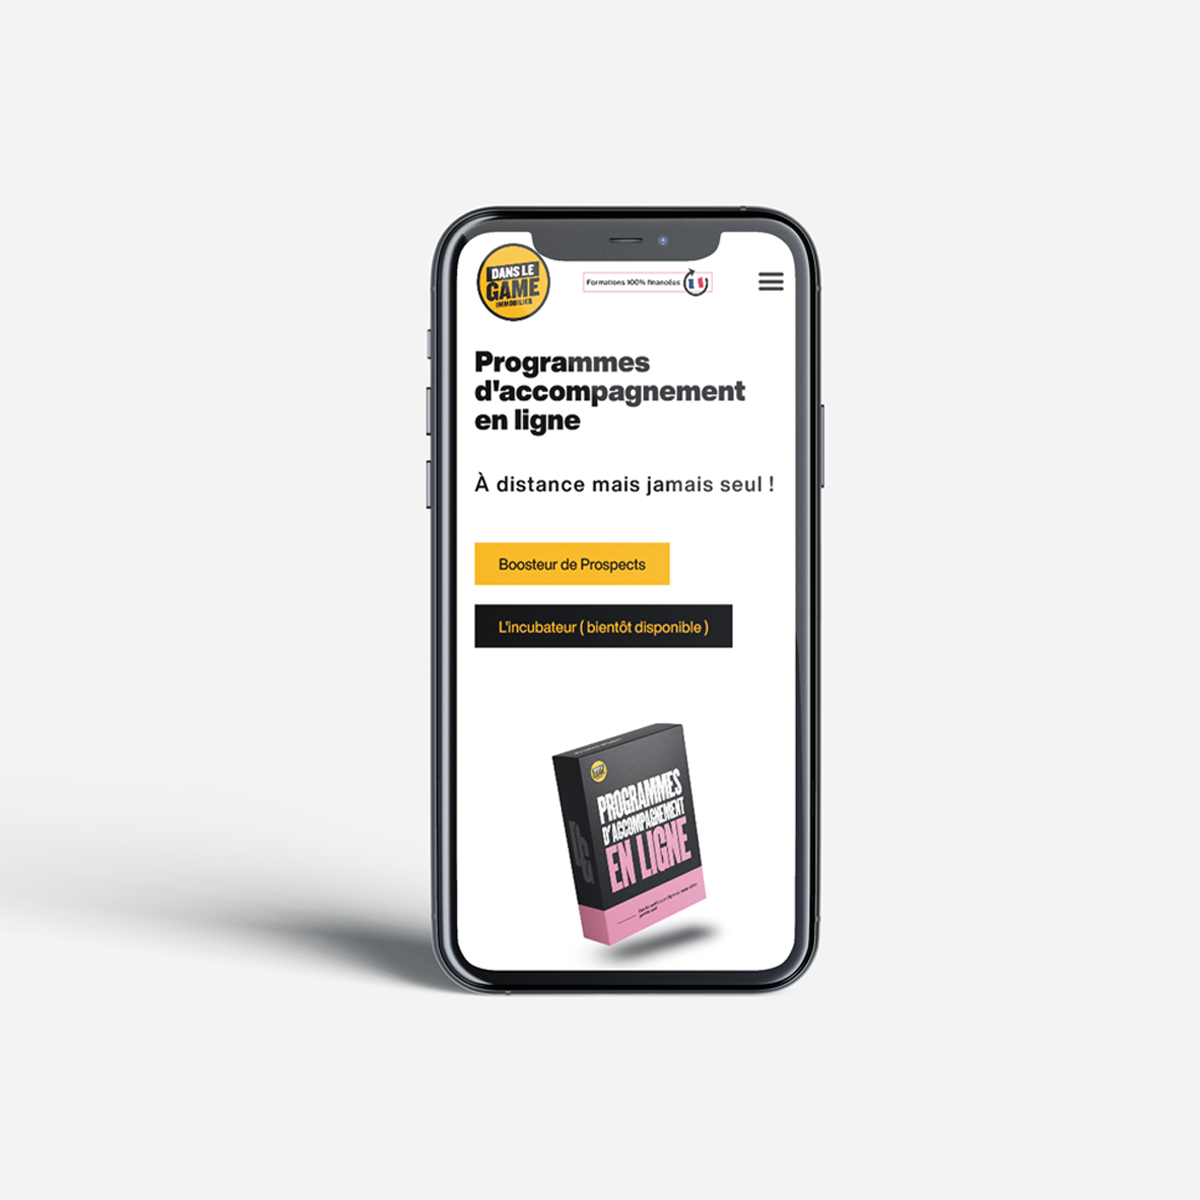 DANS LE
GAME
IMMOBILIER
Formations 100% financées
Programmes
d'accompagnement
en ligne
À distance mais jamais seul !
Boosteur de Prospects
L'incubateur ( bientôt disponible )
PROGRAMMES
D'ACCOMPAGNEMENT
EN LIGNE